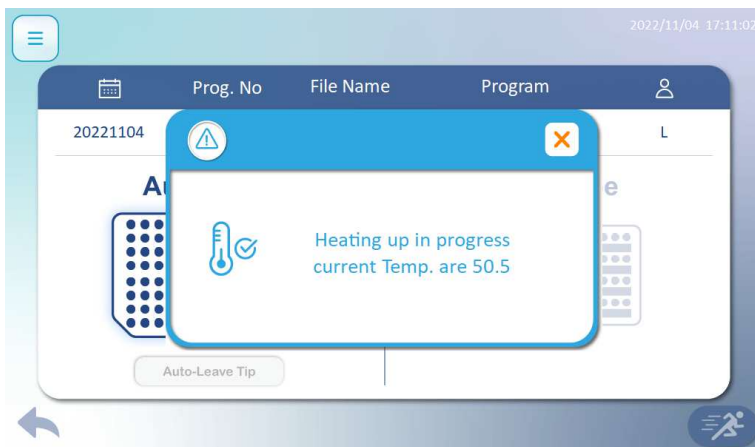 2022/11/04 17:11:02
Prog. No File Name Program
20221104 L
Heating up in progress
current Temp. are 50.5
Auto-Leave Tip